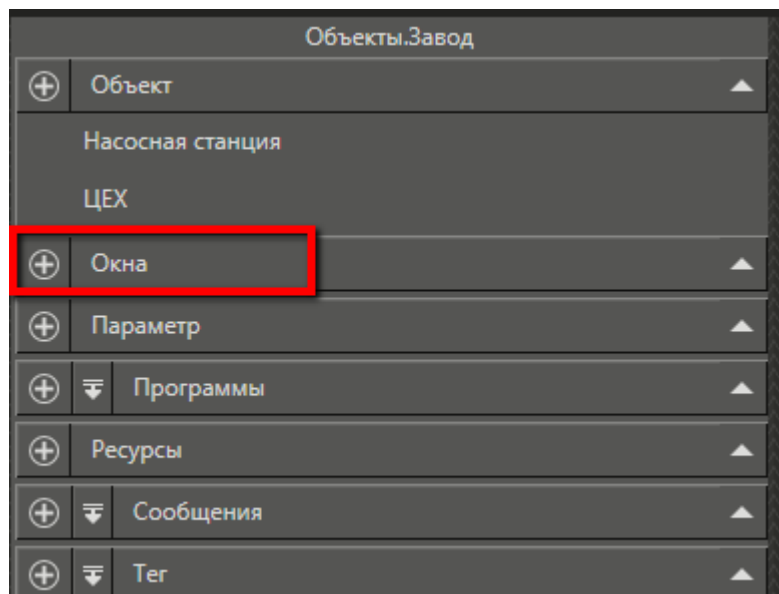 Объекты.Завод
Объект
Насосная станция
ЦЕХ
Окна
Параметр
Программы
Ресурсы
Сообщения
Тег